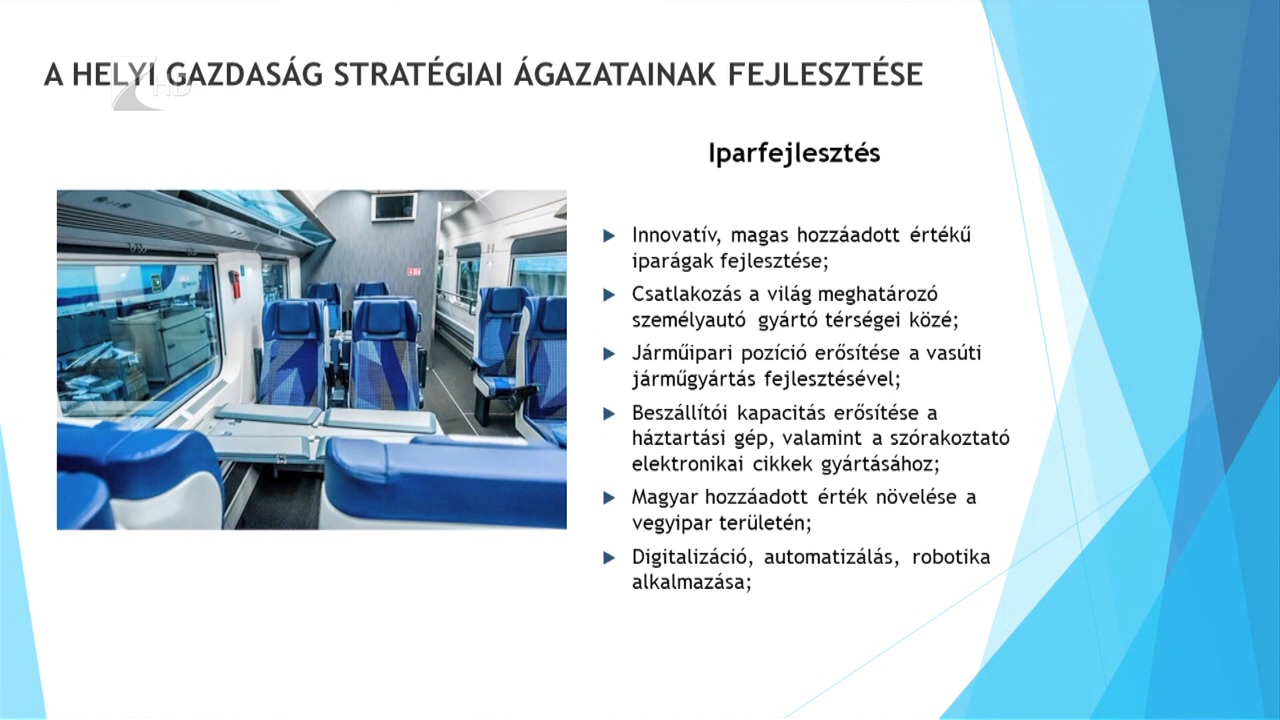 A HELYI GAZDASÁG STRATÉGIAI ÁGAZATAINAK FEJLESZTÉSE
HD
Iparfejlesztés
Innovatív, magas hozzáadott értékű
iparágak fejlesztése;
Csatlakozás a világ meghatározó
személyautó gyártó térségei közé;
Járműipari pozíció erősítése a vasúti
járműgyártás fejlesztésével;
Beszállítói kapacitás erősítése a
háztartási gép, valamint a szórakoztató
elektronikai cikkek gyártásához;
Magyar hozzáadott érték növelése a
vegyipar területén;
Digitalizáció, automatizálás, robotika
alkalmazása;